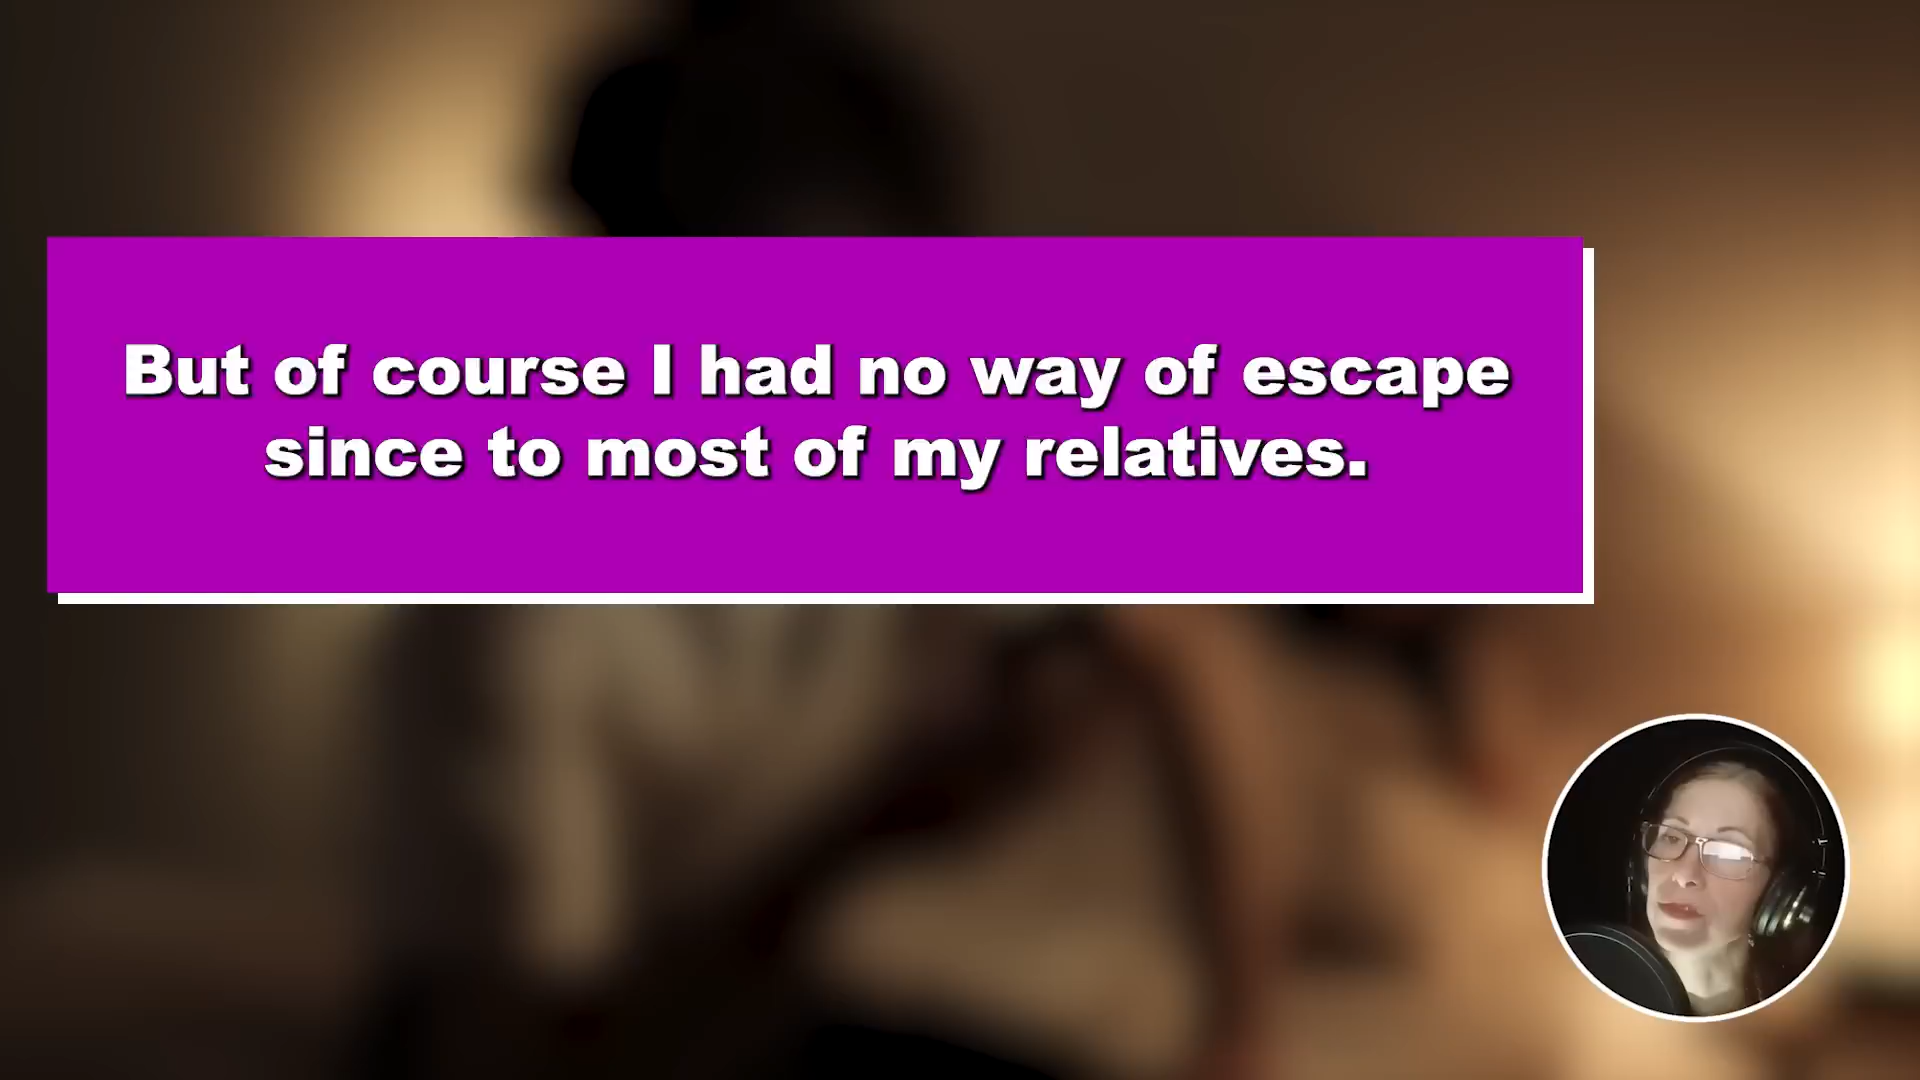 But of course I had no way of escape
since to most of my relatives.